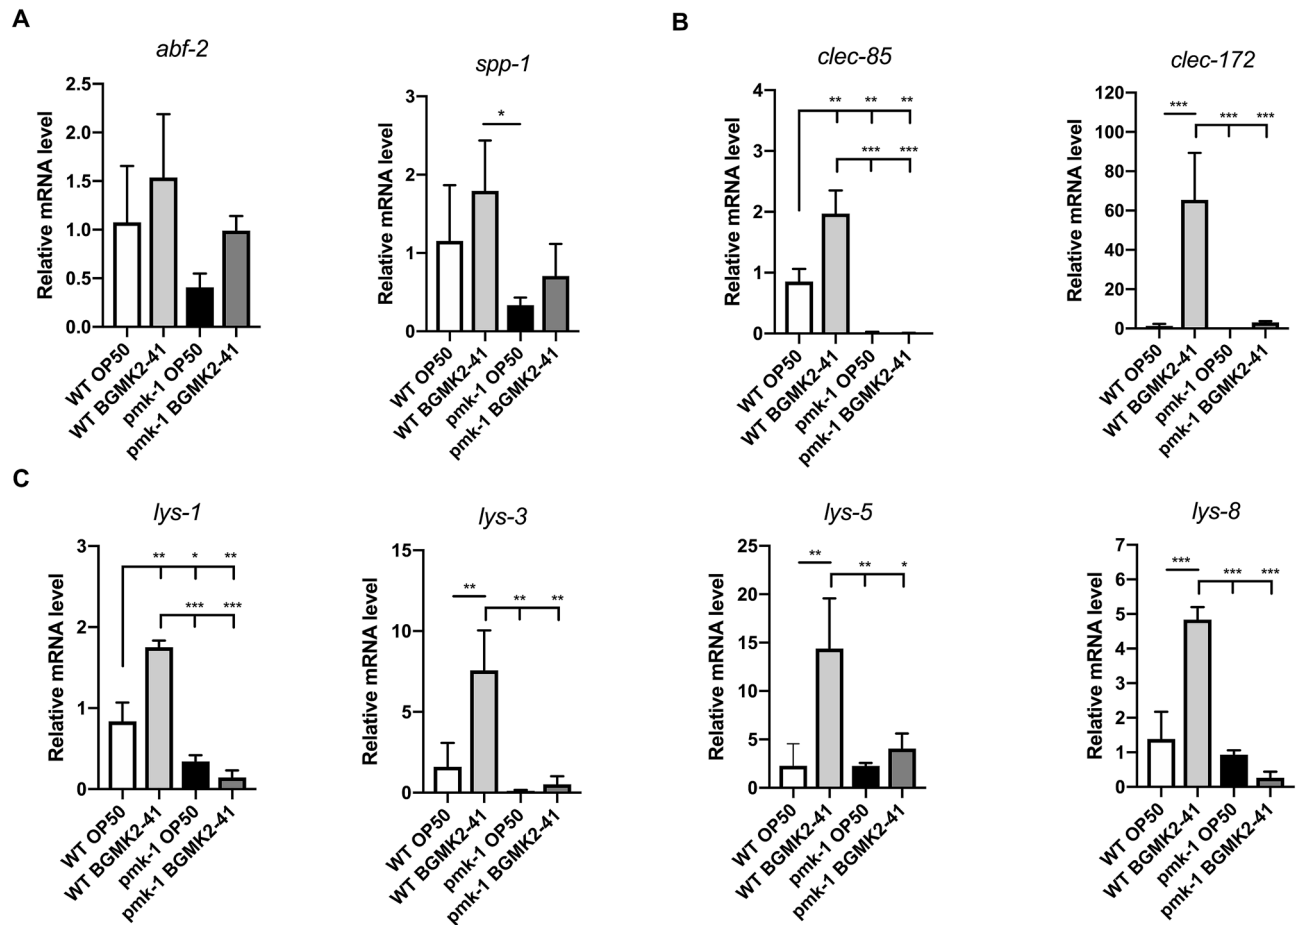 A
abf-2
Relative mRNA level
2.5
2.0
1.5
1.0
0.5
0.0
WT OP50
WT BGMK2-41
pmk-1 OP50
pmk-1 BGMK2-41
spp-1
Relative mRNA level
3
2
1
0
*
WT OP50
WT BGMK2-41
pmk-1 OP50
pmk-1 BGMK2-41
B
clec-85
Relative mRNA level
4
3
2
1
0
** ** **
*** ***
WT OP50
WT BGMK2-41
pmk-1 OP50
pmk-1 BGMK2-41
clec-172
Relative mRNA level
120
100
80
60
40
20
0
*** *** ***
WT OP50
WT BGMK2-41
pmk-1 OP50
pmk-1 BGMK2-41
C
lys-1
Relative mRNA level
3
2
1
0
** * **
*** ***
WT OP50
WT BGMK2-41
pmk-1 OP50
pmk-1 BGMK2-41
lys-3
Relative mRNA level
15
10
5
0
** ** **
WT OP50
WT BGMK2-41
pmk-1 OP50
pmk-1 BGMK2-41
lys-5
Relative mRNA level
25
20
15
10
5
0
** ** *
WT OP50
WT BGMK2-41
pmk-1 OP50
pmk-1 BGMK2-41
lys-8
Relative mRNA level
7
6
5
4
3
2
1
0
*** *** ***
WT OP50
WT BGMK2-41
pmk-1 OP50
pmk-1 BGMK2-41